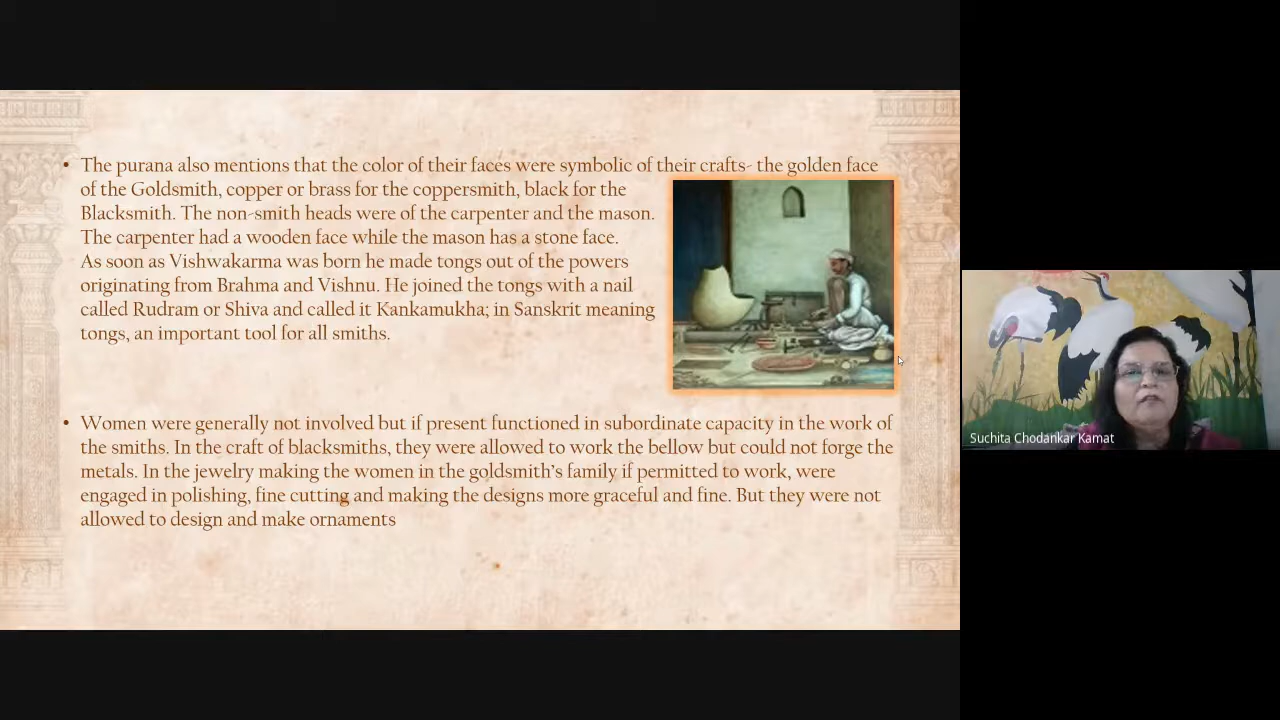 • The purana also mentions that the color of their faces were symbolic of their crafts- the golden face
of the Goldsmith, copper or brass for the coppersmith, black for the
Blacksmith. The non-smith heads were of the carpenter and the mason.
The carpenter had a wooden face while the mason has a stone face.
As soon as Vishwakarma was born he made tongs out of the powers
originating from Brahma and Vishnu. He joined the tongs with a nail
called Rudram or Shiva and called it Kankamukha; in Sanskrit meaning
tongs, an important tool for all smiths.
• Women were generally not involved but if present functioned in subordinate capacity in the work of
the smiths. In the craft of blacksmiths, they were allowed to work the bellow but could not forge the
metals. In the jewelry making the women in the goldsmith's family if permitted to work, were
engaged in polishing, fine cutting and making the designs more graceful and fine. But they were not
allowed to design and make ornaments
Suchita Chodankar Kamat